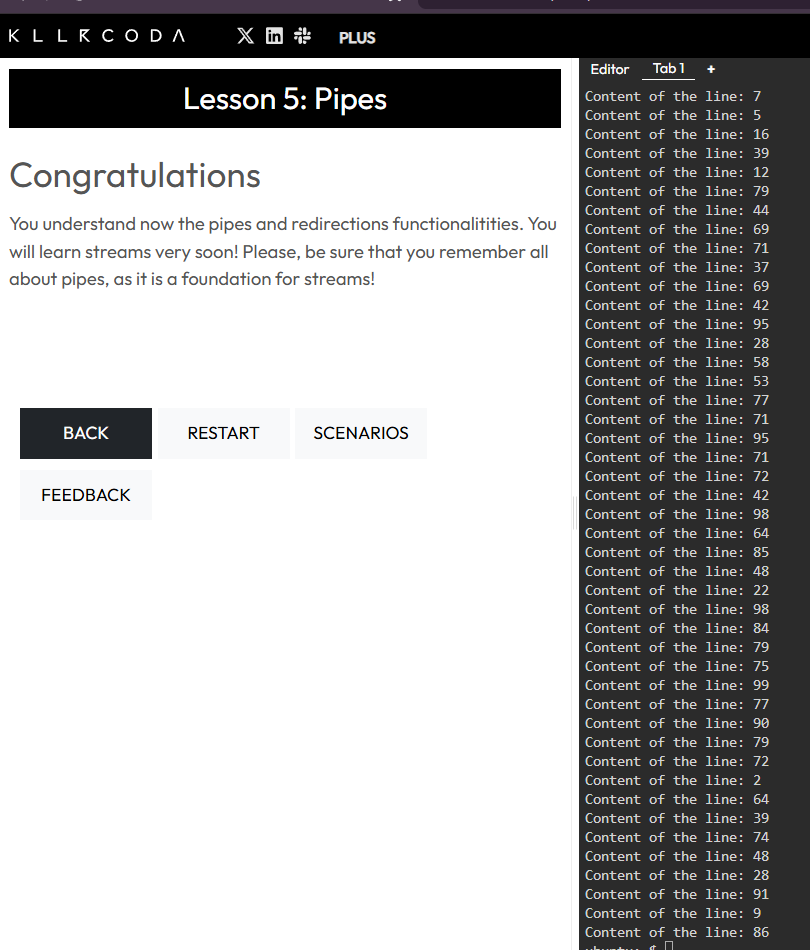 KLLRCODA
PLUS
Lesson 5: Pipes
Congratulations
You understand now the pipes and redirections functionalitities. You
will learn streams very soon! Please, be sure that you remember all
about pipes, as it is a foundation for streams!
BACK
RESTART
SCENARIOS
FEEDBACK
Editor
Tab 1
+
Content of the line: 7
Content of the line: 5
Content of the line: 16
Content of the line: 39
Content of the line: 12
Content of the line: 79
Content of the line: 44
Content of the line: 69
Content of the line: 71
Content of the line: 37
Content of the line: 69
Content of the line: 42
Content of the line: 95
Content of the line: 28
Content of the line: 58
Content of the line: 53
Content of the line: 77
Content of the line: 71
Content of the line: 95
Content of the line: 71
Content of the line: 72
Content of the line: 42
Content of the line: 98
Content of the line: 64
Content of the line: 85
Content of the line: 48
Content of the line: 22
Content of the line: 98
Content of the line: 84
Content of the line: 79
Content of the line: 75
Content of the line: 99
Content of the line: 77
Content of the line: 90
Content of the line: 79
Content of the line: 72
Content of the line: 2
Content of the line: 64
Content of the line: 39
Content of the line: 74
Content of the line: 48
Content of the line: 28
Content of the line: 91
Content of the line: 9
Content of the line: 86